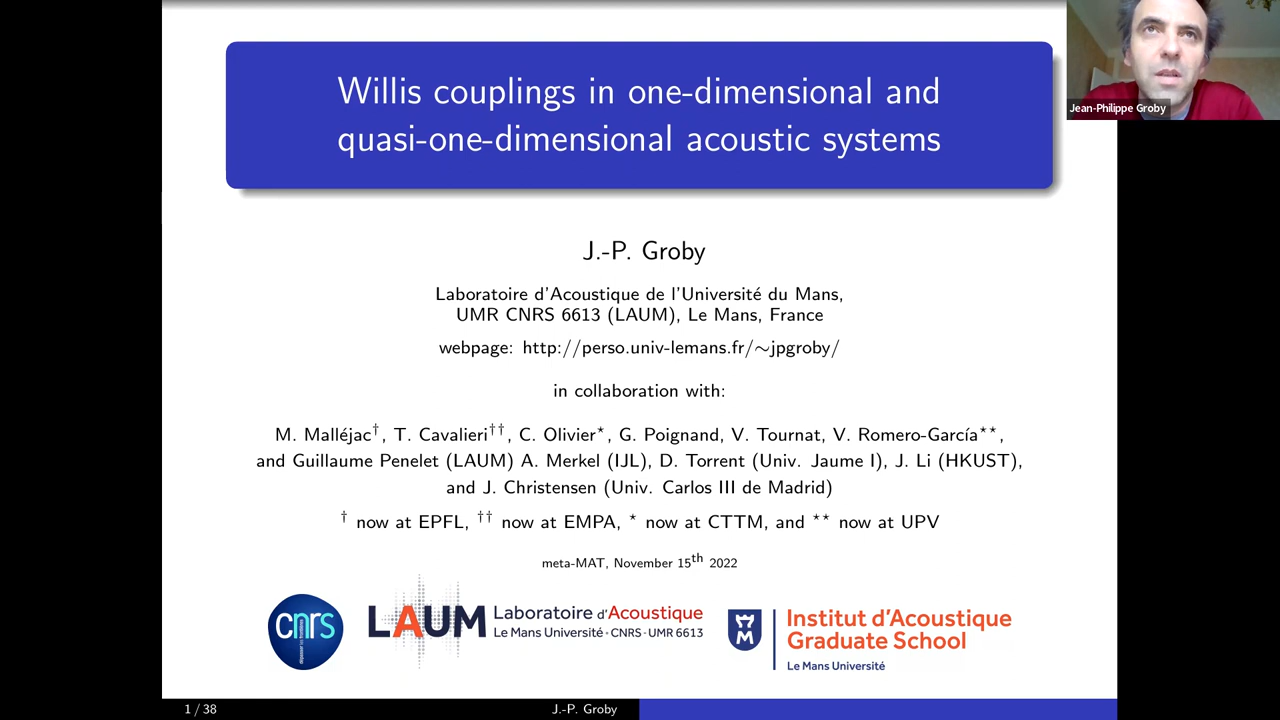 Willis couplings in one-dimensional and
quasi-one-dimensional acoustic systems
Jean-Philippe Groby
J.-P. Groby
Laboratoire d'Acoustique de l'Université du Mans,
UMR CNRS 6613 (LAUM), Le Mans, France
webpage: http://perso.univ-lemans.fr/~jpgroby/
in collaboration with:
M. Malléjac†, T. Cavalieri††, C. Olivier⋆, G. Poignand, V. Tournat, V. Romero-García⋆⋆,
and Guillaume Penelet (LAUM) A. Merkel (IJL), D. Torrent (Univ. Jaume I), J. Li (HKUST),
and J. Christensen (Univ. Carlos III de Madrid)
† now at EPFL, †† now at EMPA, ⋆ now at CTTM, and ⋆⋆ now at UPV
meta-MAT, November 15th 2022
cnrs
LAUM
Laboratoire d'Acoustique
Le Mans Université · CNRS · UMR 6613
Institut d'Acoustique
Graduate School
Le Mans Université
1 / 38
J.-P. Groby